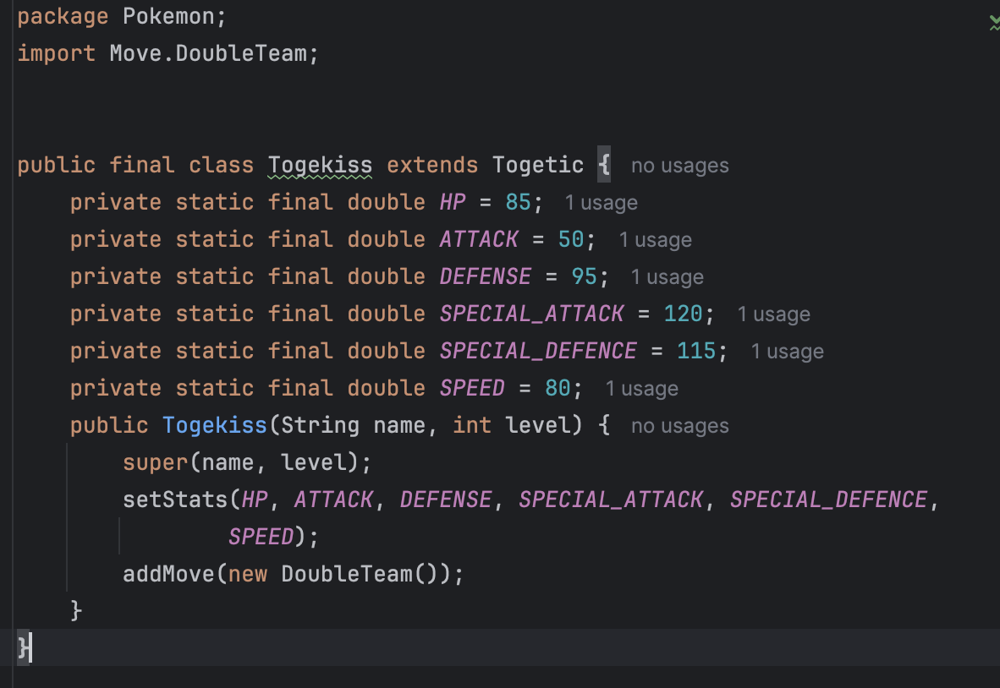 package Pokemon;
import Move.DoubleTeam;
public final class Togekiss extends Togetic { no usages
private static final double HP = 85; 1 usage
private static final double ATTACK = 50; 1 usage
private static final double DEFENSE = 95; 1 usage
private static final double SPECIAL_ATTACK = 120; 1 usage
private static final double SPECIAL_DEFENCE = 115; 1 usage
private static final double SPEED = 80; 1 usage
public Togekiss(String name, int level) { no usages
super(name, level);
setStats(HP, ATTACK, DEFENSE, SPECIAL_ATTACK, SPECIAL_DEFENCE,
SPEED);
addMove(new DoubleTeam());
}
}